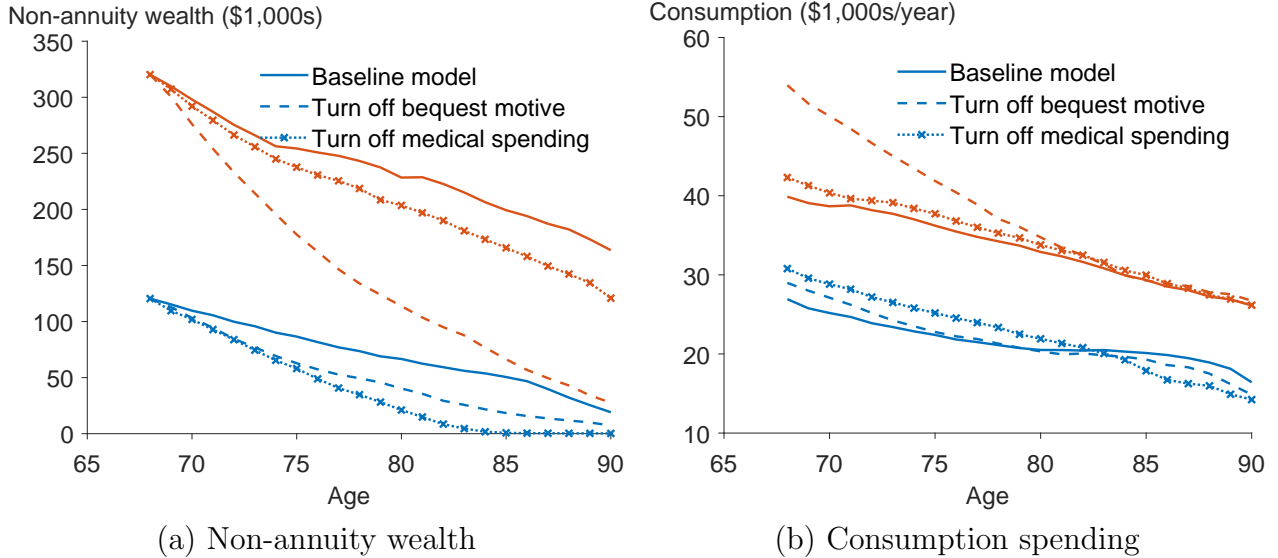 Non-annuity wealth ($1,000s)
350
300
250
200
150
100
50
0
65
70
75
80
85
90
Age
Baseline model
Turn off bequest motive
Turn off medical spending
(a) Non-annuity wealth
Consumption ($1,000s/year)
60
50
40
30
20
10
65
70
75
80
85
90
Age
Baseline model
Turn off bequest motive
Turn off medical spending
(b) Consumption spending